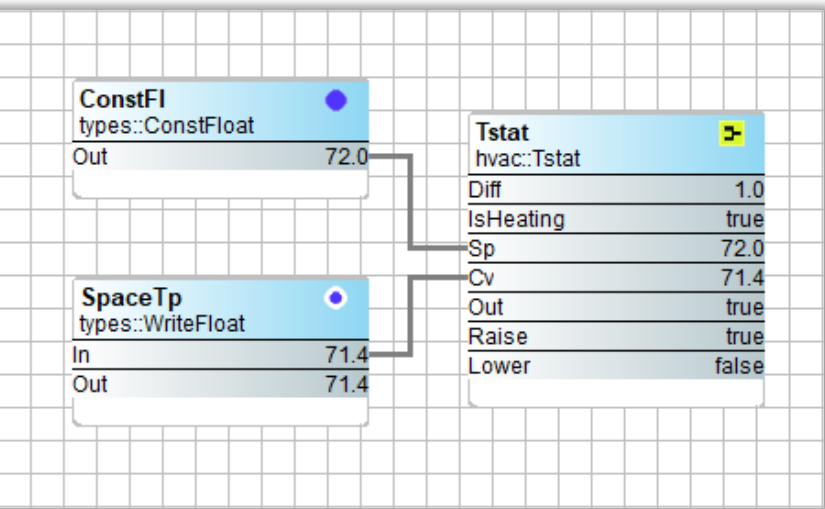 ConstFl
types::ConstFloat
Out 72.0
SpaceTp
types::WriteFloat
In 71.4
Out 71.4
Tstat
hvac::Tstat
Diff 1.0
IsHeating true
Sp 72.0
Cv 71.4
Out true
Raise true
Lower false